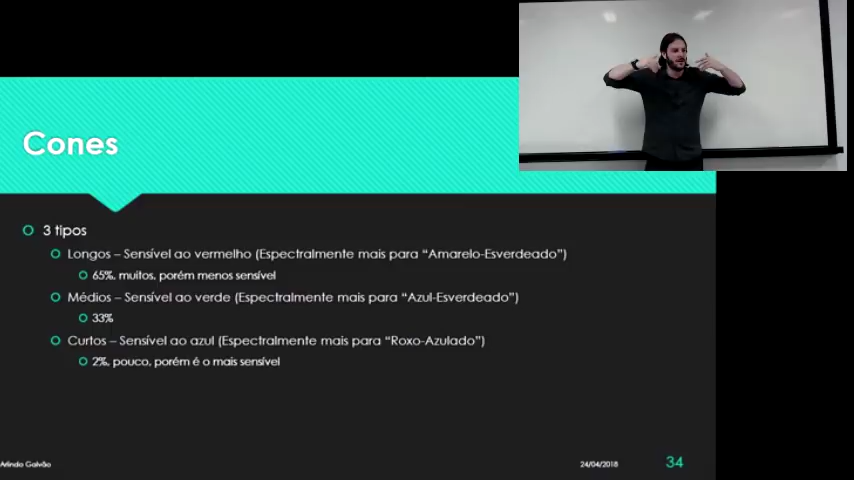 Cones
3 tipos
Longos – Sensível ao vermelho (Espectralmente mais para “Amarelo-Esverdeado”)
65%, muitos, porém menos sensível
Médios – Sensível ao verde (Espectralmente mais para “Azul-Esverdeado”)
33%
Curtos – Sensível ao azul (Espectralmente mais para “Roxo-Azulado”)
2%, pouco, porém é o mais sensível
Arlindo Galvão
24/04/2018
34